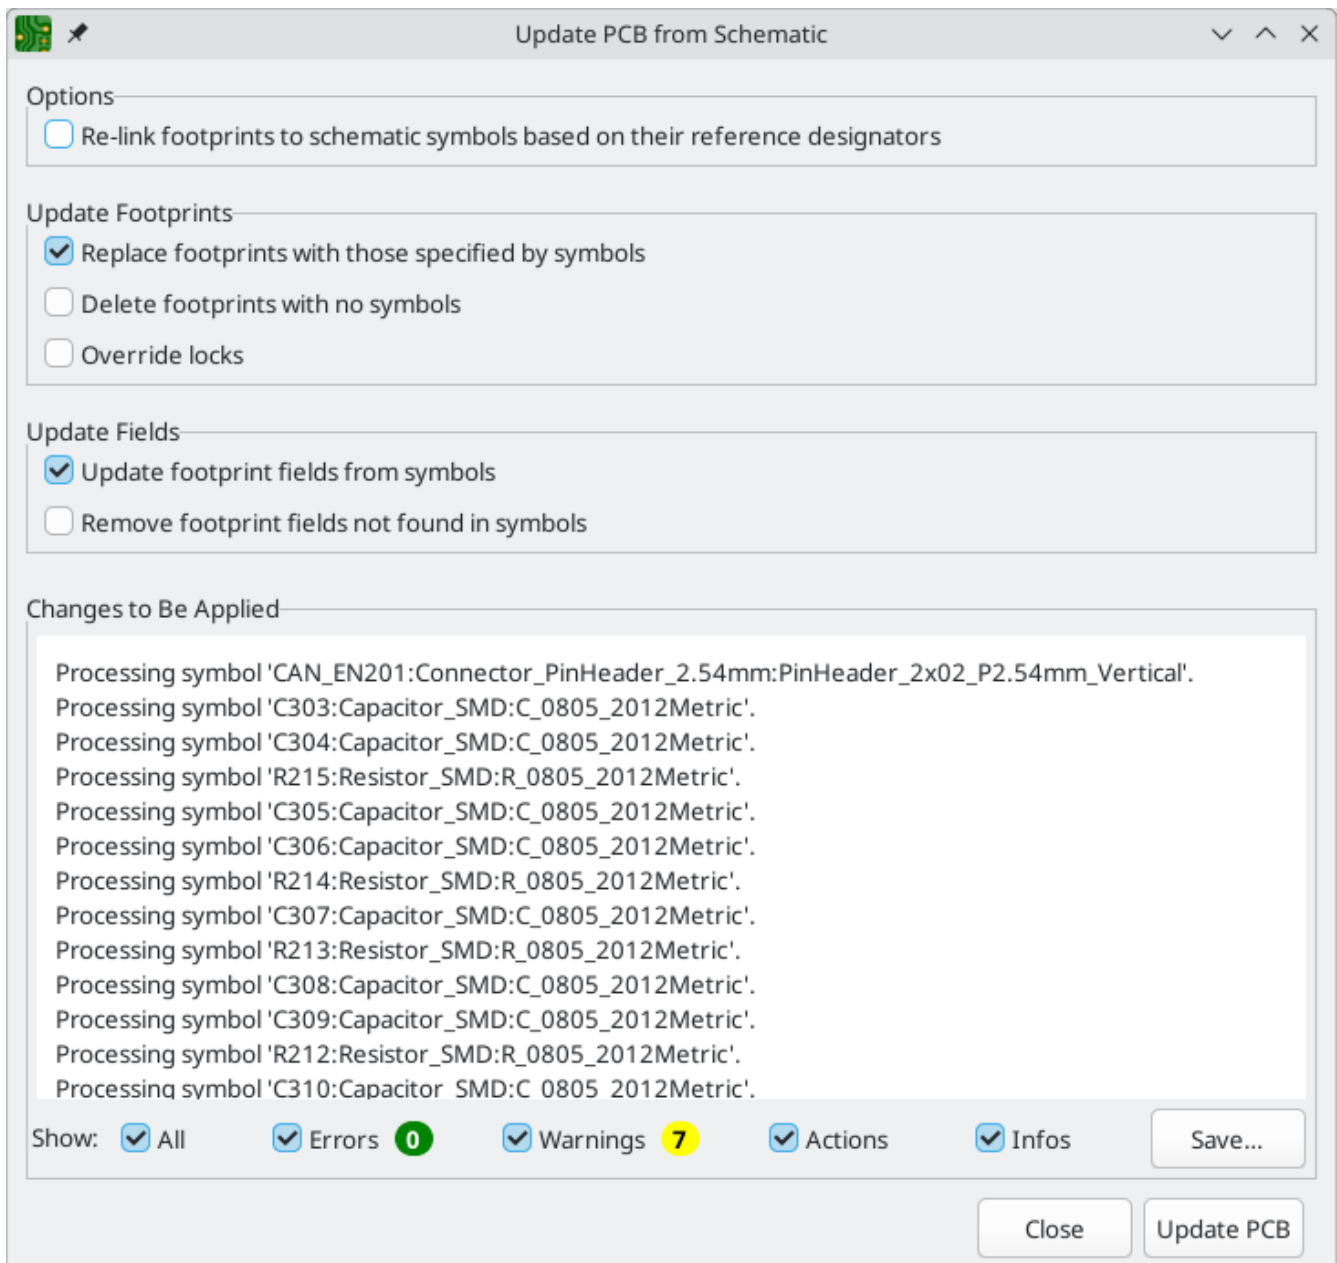 Update PCB from Schematic
Options
Re-link footprints to schematic symbols based on their reference designators
Update Footprints
Replace footprints with those specified by symbols
Delete footprints with no symbols
Override locks
Update Fields
Update footprint fields from symbols
Remove footprint fields not found in symbols
Changes to Be Applied
Processing symbol 'CAN_EN201:Connector_PinHeader_2.54mm:PinHeader_2x02_P2.54mm_Vertical'.
Processing symbol 'C303:Capacitor_SMD:C_0805_2012Metric'.
Processing symbol 'C304:Capacitor_SMD:C_0805_2012Metric'.
Processing symbol 'R215:Resistor_SMD:R_0805_2012Metric'.
Processing symbol 'C305:Capacitor_SMD:C_0805_2012Metric'.
Processing symbol 'C306:Capacitor_SMD:C_0805_2012Metric'.
Processing symbol 'R214:Resistor_SMD:R_0805_2012Metric'.
Processing symbol 'C307:Capacitor_SMD:C_0805_2012Metric'.
Processing symbol 'R213:Resistor_SMD:R_0805_2012Metric'.
Processing symbol 'C308:Capacitor_SMD:C_0805_2012Metric'.
Processing symbol 'C309:Capacitor_SMD:C_0805_2012Metric'.
Processing symbol 'R212:Resistor_SMD:R_0805_2012Metric'.
Processing symbol 'C310:Capacitor_SMD:C_0805_2012Metric'.
Show: All Errors 0 Warnings 7 Actions Infos Save...
Close Update PCB